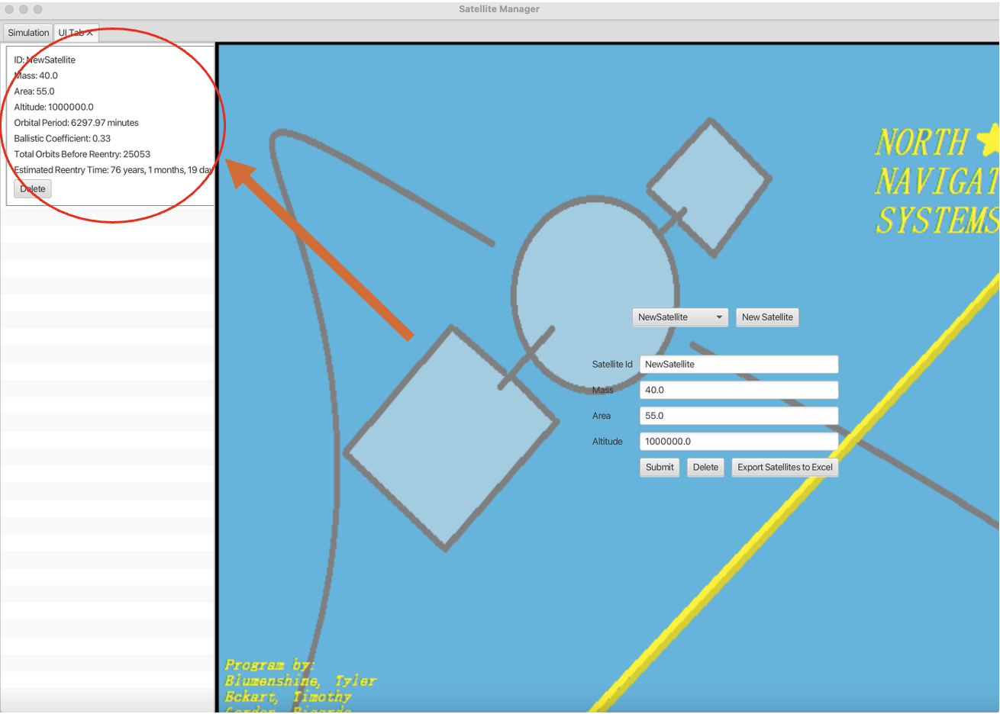 Satellite Manager
Simulation
UI Tab ×
ID: NewSatellite
Mass: 40.0
Area: 55.0
Altitude: 1000000.0
Orbital Period: 6297.97 minutes
Ballistic Coefficient: 0.33
Total Orbits Before Reentry: 25053
Estimated Reentry Time: 76 years, 1 months, 19 da
Delete
NORTH
NAVIGAT
SYSTEMS
NewSatellite
New Satellite
Satellite Id NewSatellite
Mass 40.0
Area 55.0
Altitude 1000000.0
Submit Delete Export Satellites to Excel
Program by:
Blumenshine, Tyler
Eckart, Timothy